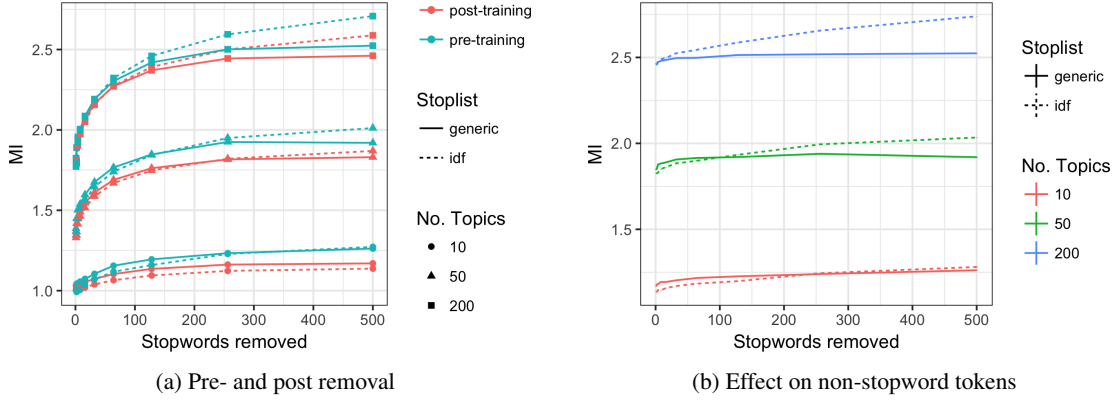 MI
2.5
2.0
1.5
1.0
0
100
200
300
400
500
Stopwords removed
post-training
pre-training
Stoplist
generic
idf
No. Topics
10
50
200
(a) Pre- and post removal
MI
2.5
2.0
1.5
0
100
200
300
400
500
Stopwords removed
Stoplist
generic
idf
No. Topics
10
50
200
(b) Effect on non-stopword tokens